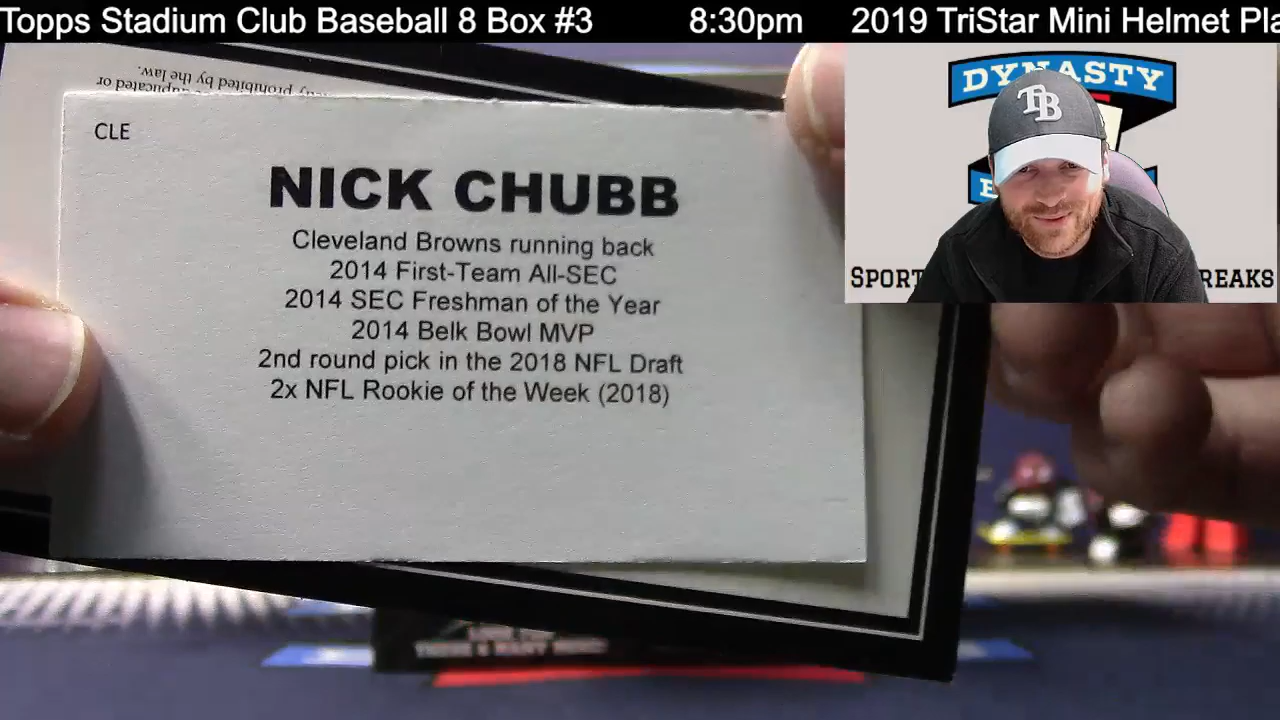 Topps Stadium Club Baseball 8 Box #3 8:30pm 2019 TriStar Mini Helmet Pla
prohibited by the law.
or
CLE
NICK CHUBB
Cleveland Browns running back
2014 First-Team All-SEC
2014 SEC Freshman of the Year
2014 Belk Bowl MVP
2nd round pick in the 2018 NFL Draft
2x NFL Rookie of the Week (2018)
DYNASTY
TB
SPORT
REAKS